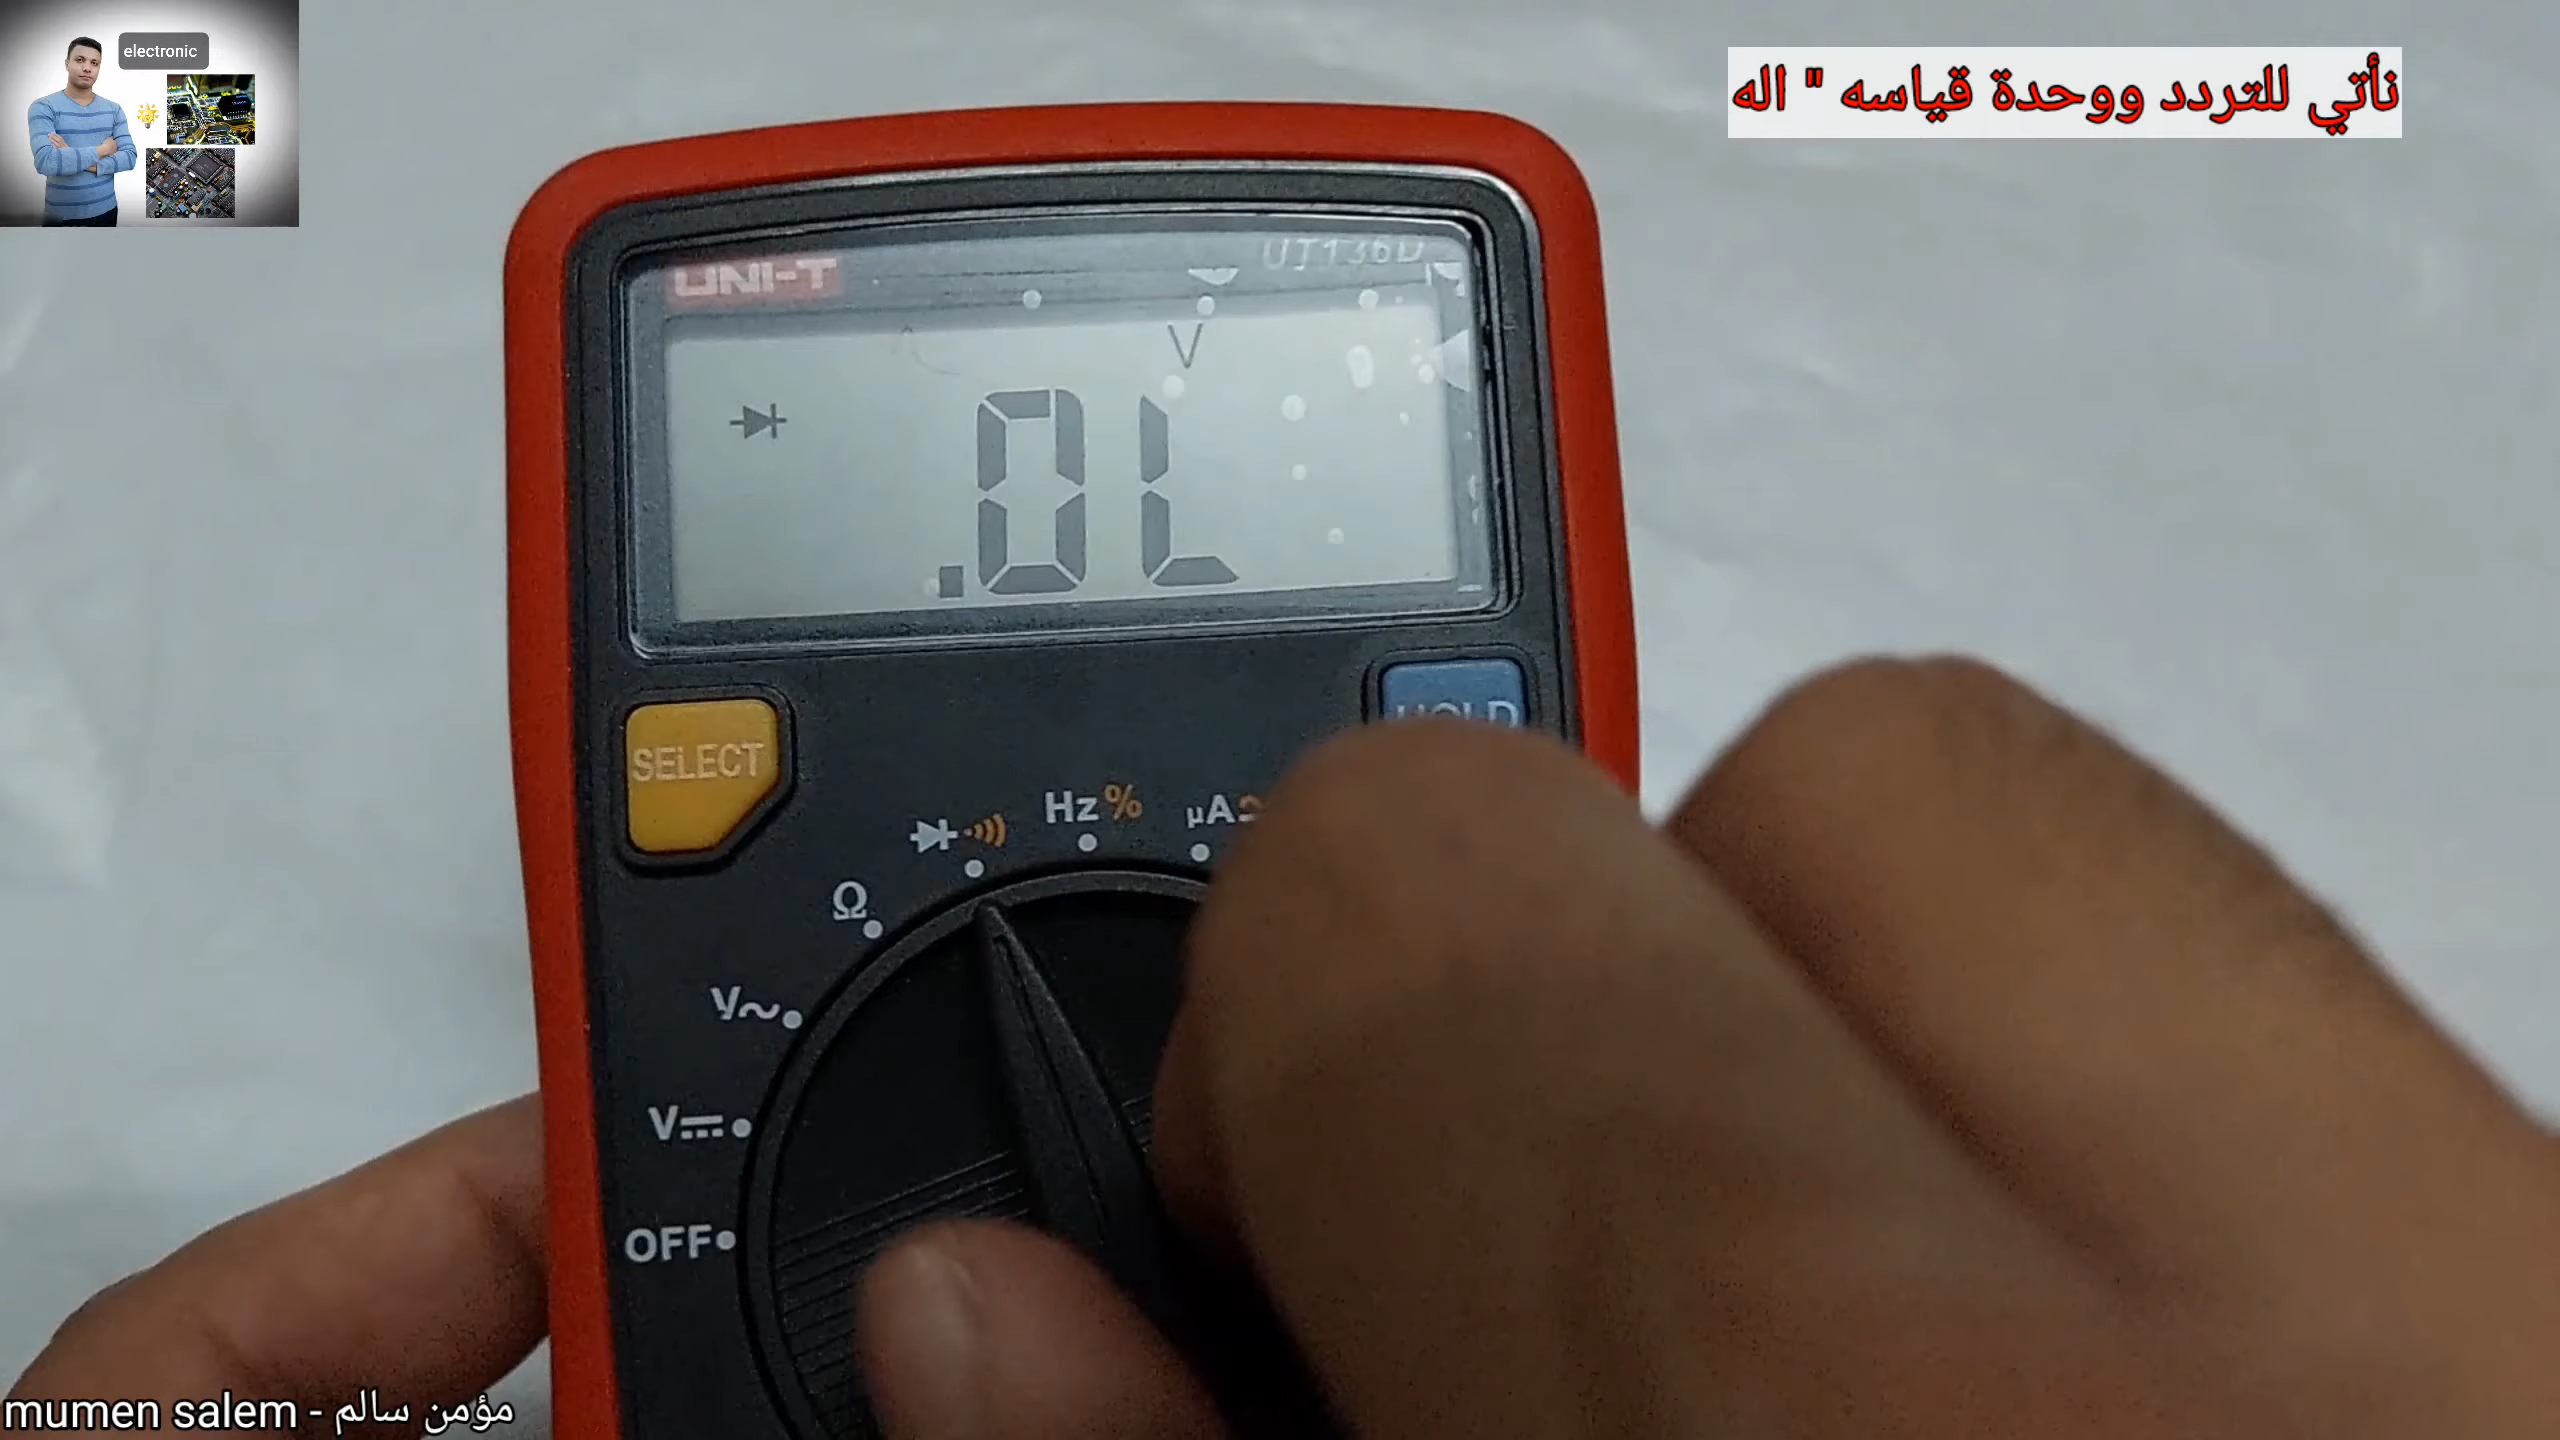 electronic
نأتي للتردد ووحدة قياسه " اله
UNI-T
UT136D
V
.0L
SELECT
HOLD
Hz %
µA
Ω
V~
V
OFF
mumen salem - مؤمن سالم